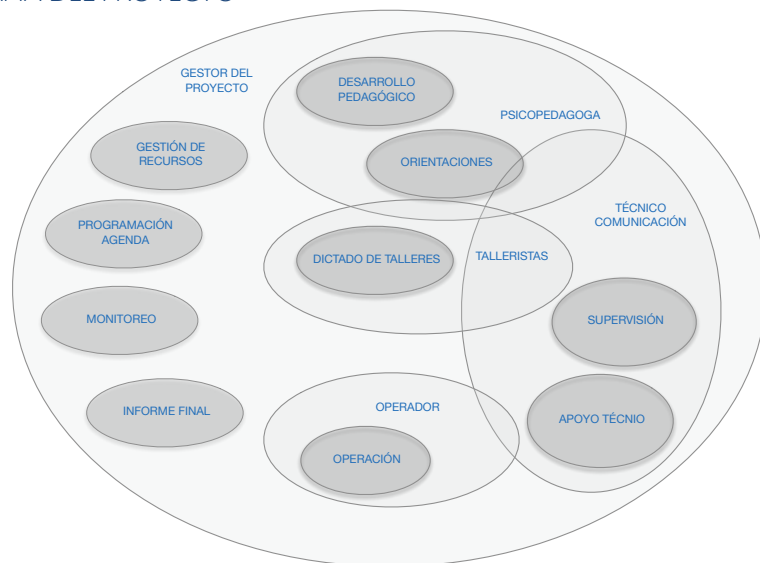 GESTOR DEL
PROYECTO
DESARROLLO
PEDAGÓGICO
PSICOPEDAGOGA
GESTIÓN DE
RECURSOS
ORIENTACIONES
TÉCNICO
COMUNICACIÓN
PROGRAMACIÓN
AGENDA
DICTADO DE TALLERES
TALLERISTAS
MONITOREO
SUPERVISIÓN
INFORME FINAL
OPERADOR
APOYO TÉCNIO
OPERACIÓN